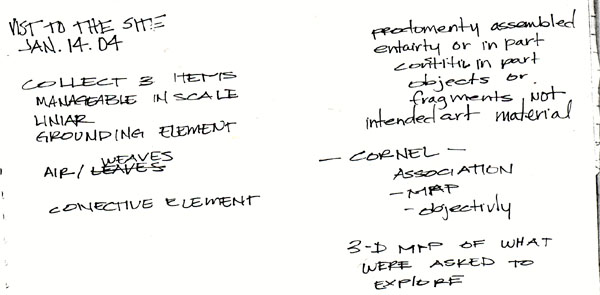 VIST TO THE SITE
JAN. 14. 04
COLLECT 3 ITEMS
MANAGEABLE IN SCALE
LINIAR
GROUNDING ELEMENT
WEAVES
AIR/ LEAVES
CONECTIVE ELEMENT
predomenty assembled
entairty or in part
in part
objects or.
fragments NOT
intended art material
- CORNEL -
ASSOCIATION
- MAP
- objectivly
3-D MAP OF WHAT
WERE ASKED TO
EXPLORE